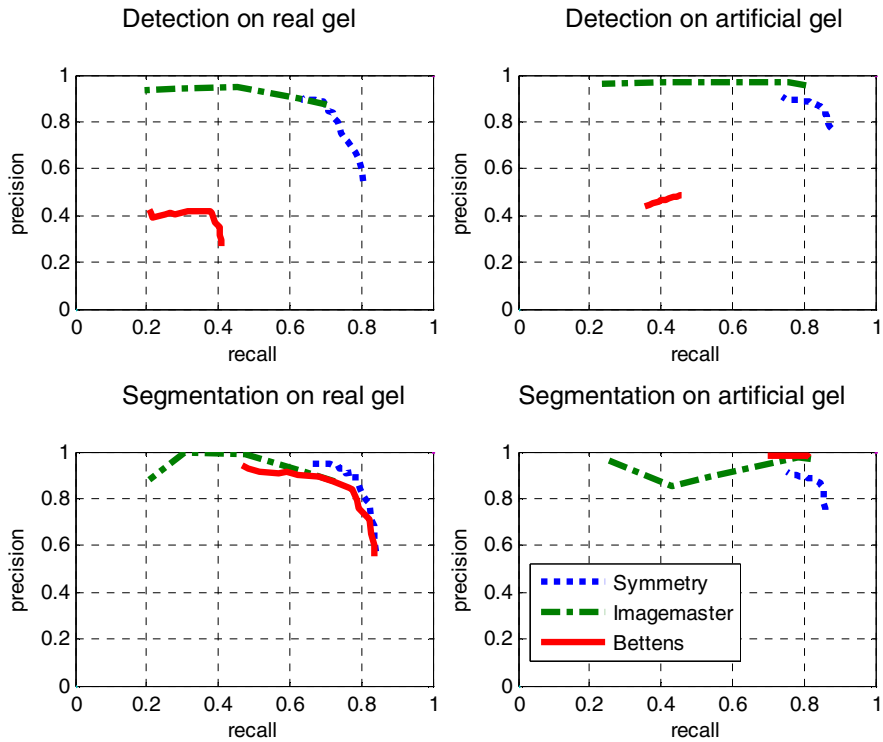 Detection on real gel
1
0.8
0.6
0.4
0.2
0
precision
0 0.2 0.4 0.6 0.8 1
recall
Detection on artificial gel
1
0.8
0.6
0.4
0.2
0
precision
0 0.2 0.4 0.6 0.8 1
recall
Segmentation on real gel
1
0.8
0.6
0.4
0.2
0
precision
0 0.2 0.4 0.6 0.8 1
recall
Segmentation on artificial gel
1
0.8
0.6
0.4
0.2
0
precision
Symmetry
Imagemaster
Bettens
0 0.2 0.4 0.6 0.8 1
recall